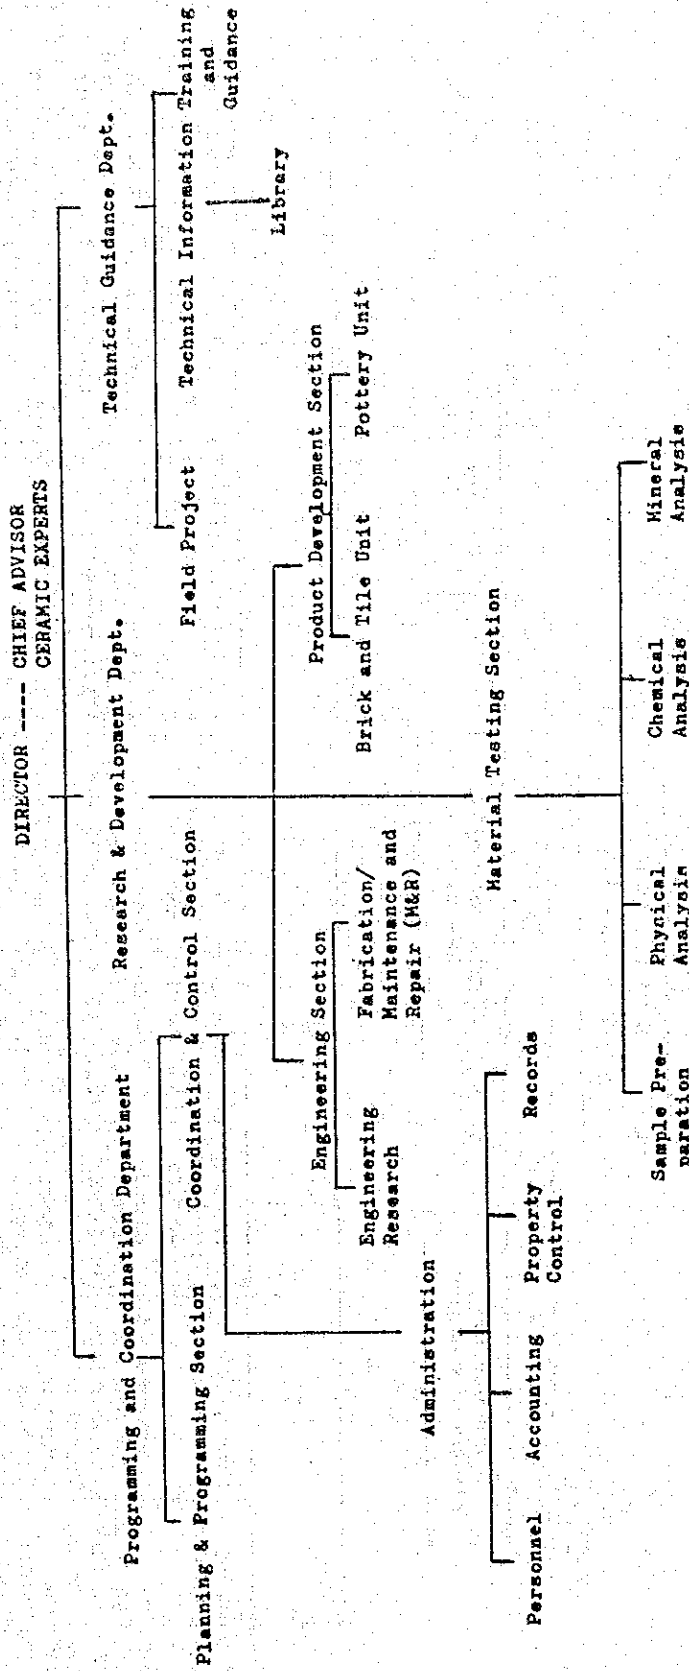 DIRECTOR ---- CHIEF ADVISOR
CERAMIC EXPERTS
Programming and Coordination Department
Research & Development Dept.
Technical Guidance Dept.
Planning & Programming Section
Coordination & Control Section
Field Project
Technical Information
Training
and
Guidance
Library
Engineering Section
Product Development Section
Engineering
Research
Fabrication/
Maintenance and
Repair (M&R)
Brick and Tile Unit
Pottery Unit
Administration
Material Testing Section
Personnel
Accounting
Property
Control
Records
Sample Pre-
paration
Physical
Analysis
Chemical
Analysis
Mineral
Analysis